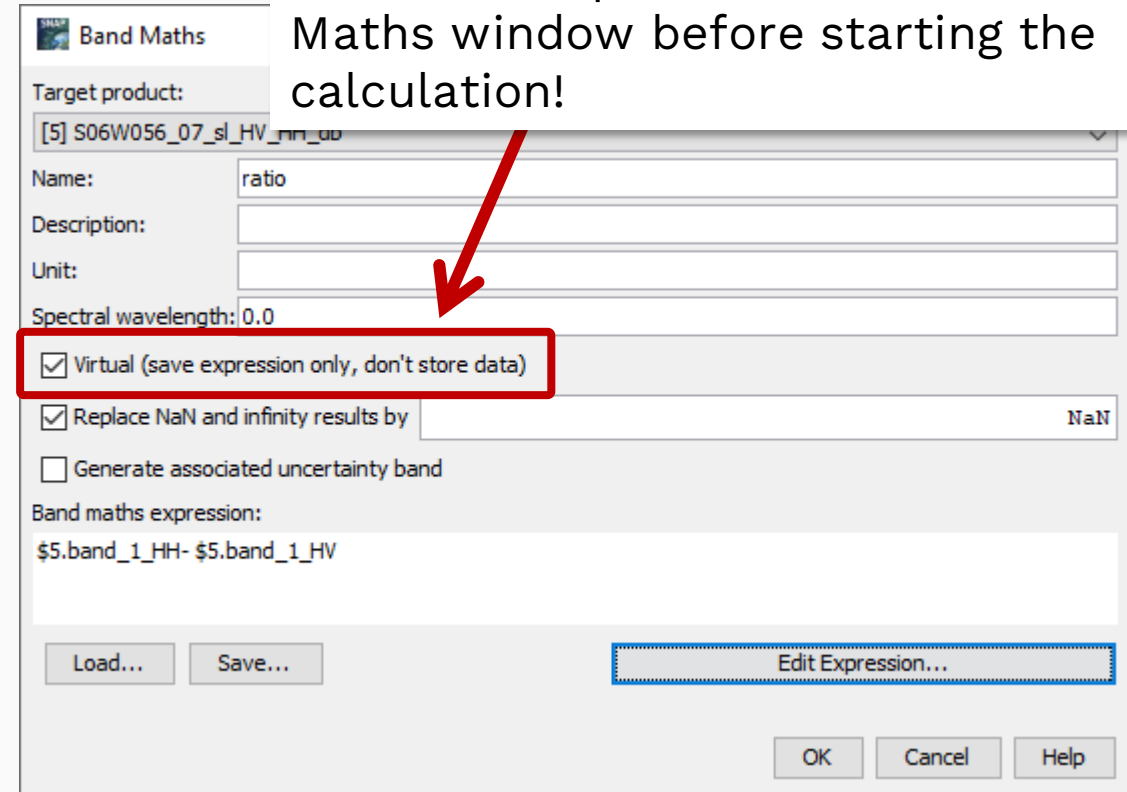 Maths window before starting the
calculation!
SNAP
Band Maths
Target product:
[5] S06W056_07_sl_HV_HH_db
Name: ratio
Description:
Unit:
Spectral wavelength: 0.0
Virtual (save expression only, don't store data)
Replace NaN and infinity results by NaN
Generate associated uncertainty band
Band maths expression:
$5.band_1_HH- $5.band_1_HV
Load... Save... Edit Expression...
OK Cancel Help